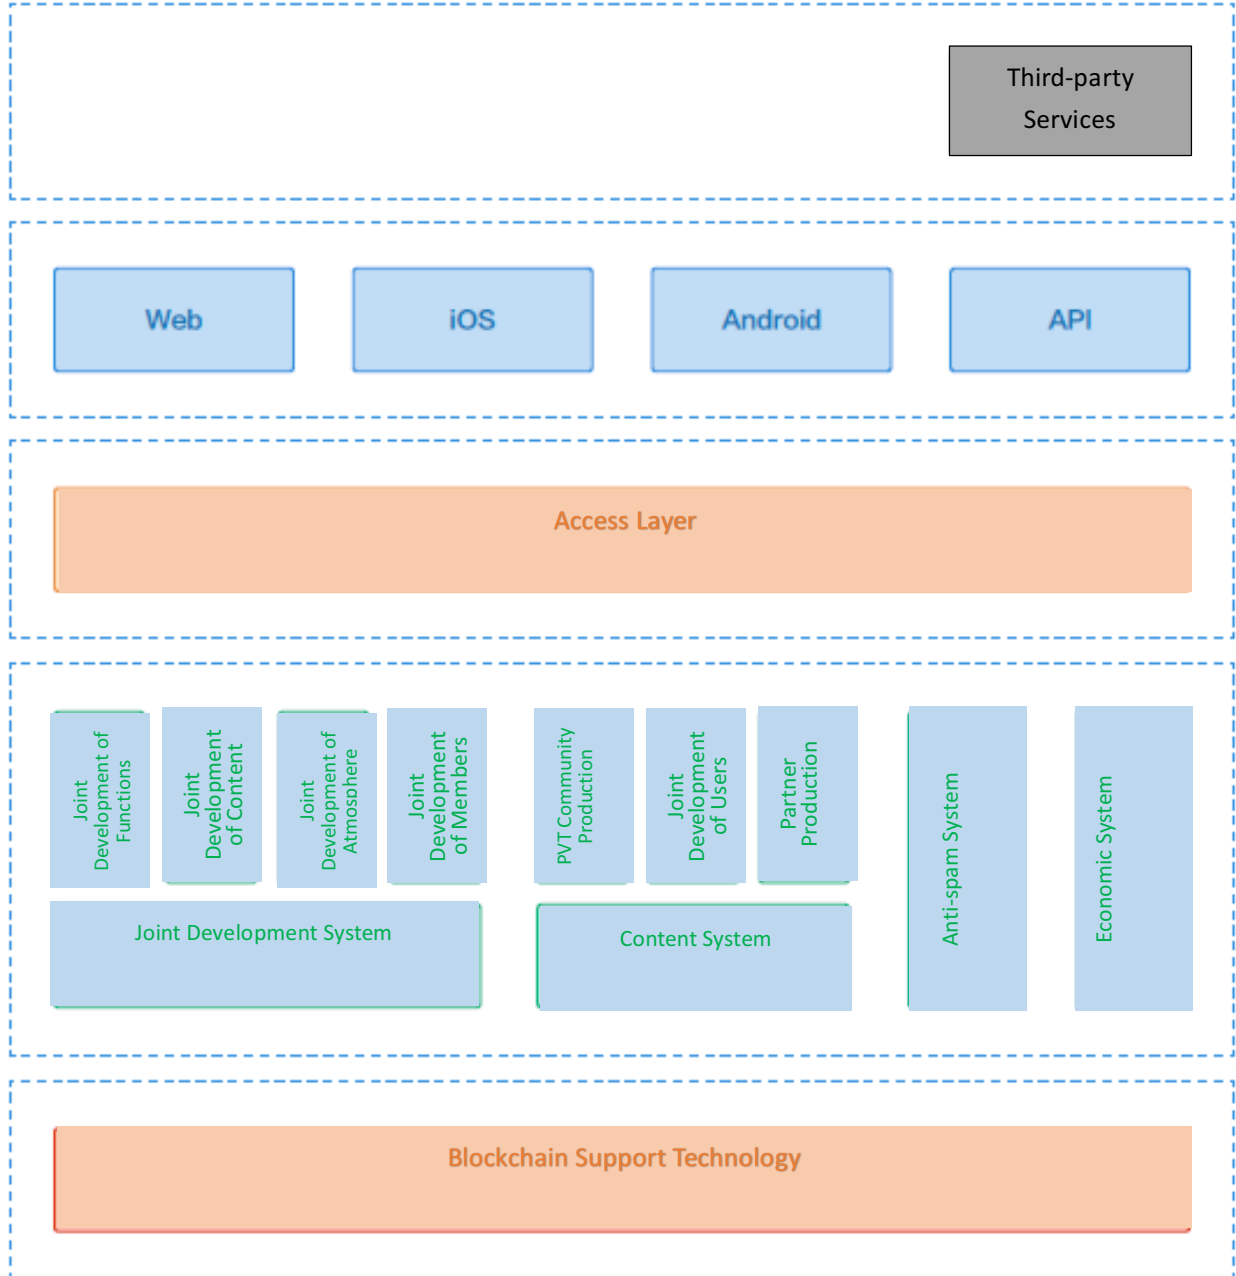 Third-party
Services
Web
iOS
Android
API
Access Layer
Joint
Development of
Functions
Joint
Development
of Content
Joint
Development of
Atmosphere
Joint
Development
of Members
PVT Community
Production
Joint
Development
of Users
Partner
Production
Anti-spam System
Economic System
Joint Development System
Content System
Blockchain Support Technology